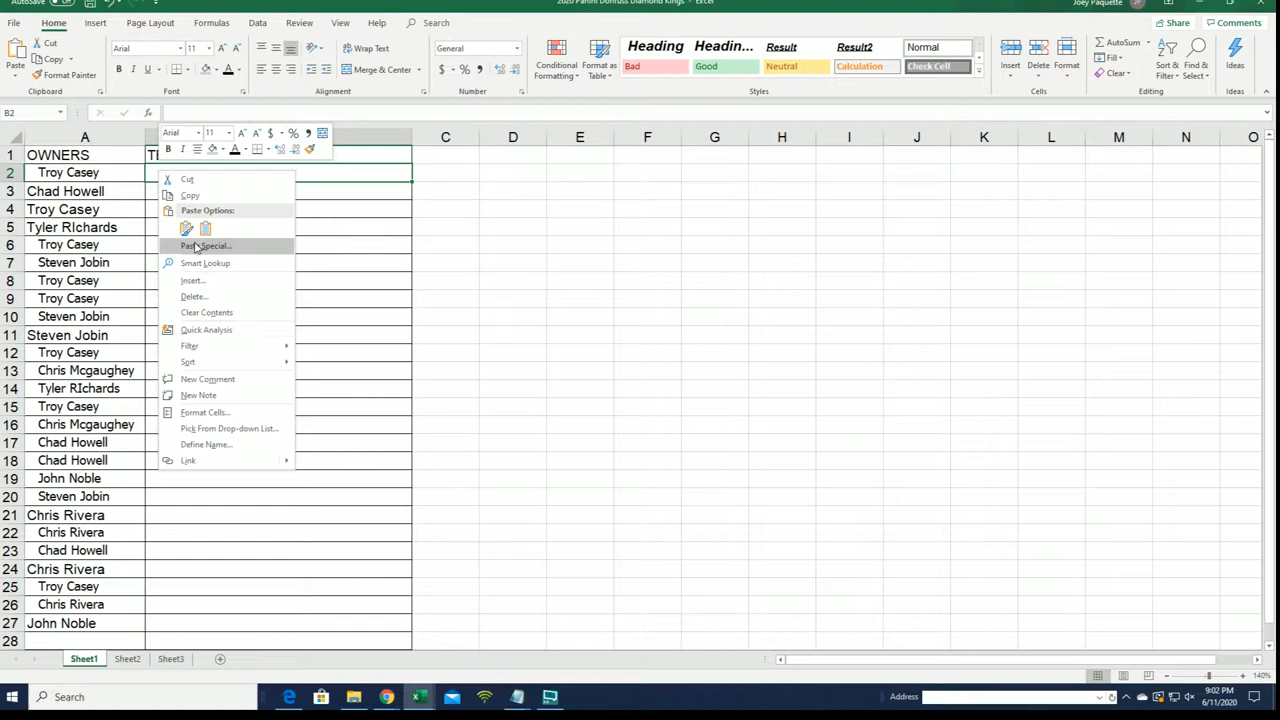 2020 Panini Donruss Diamond Kings - Excel
Joey Paquette
File Home Insert Page Layout Formulas Data Review View Help Search
Share Comments
Paste
Cut
Copy
Format Painter
Clipboard
Arial 11
B I U A
Font
Wrap Text
Merge & Center
Alignment
General
$ % ,
Number
Conditional Formatting
Format as Table
Heading Headin... Result Result2 Normal
Bad Good Neutral Calculation Check Cell
Styles
Insert Delete Format
Cells
AutoSum
Fill
Clear
Sort & Filter
Find & Select
Editing
Ideas
Ideas
B2
fx
Arial 11 A A $ % ,
B I A
A B C D E F G H I J K L M N O
1 OWNERS
2 Troy Casey
3 Chad Howell
4 Troy Casey
5 Tyler RIchards
6 Troy Casey
7 Steven Jobin
8 Troy Casey
9 Troy Casey
10 Steven Jobin
11 Steven Jobin
12 Troy Casey
13 Chris Mcgaughey
14 Tyler RIchards
15 Troy Casey
16 Chris Mcgaughey
17 Chad Howell
18 Chad Howell
19 John Noble
20 Steven Jobin
21 Chris Rivera
22 Chris Rivera
23 Chad Howell
24 Chris Rivera
25 Troy Casey
26 Chris Rivera
27 John Noble
28
Cut
Copy
Paste Options:
Paste Special...
Smart Lookup
Insert...
Delete...
Clear Contents
Quick Analysis
Filter
Sort
New Comment
New Note
Format Cells...
Pick From Drop-down List...
Define Name...
Link
Sheet1 Sheet2 Sheet3
140%
Search
Address
9:02 PM
6/11/2020